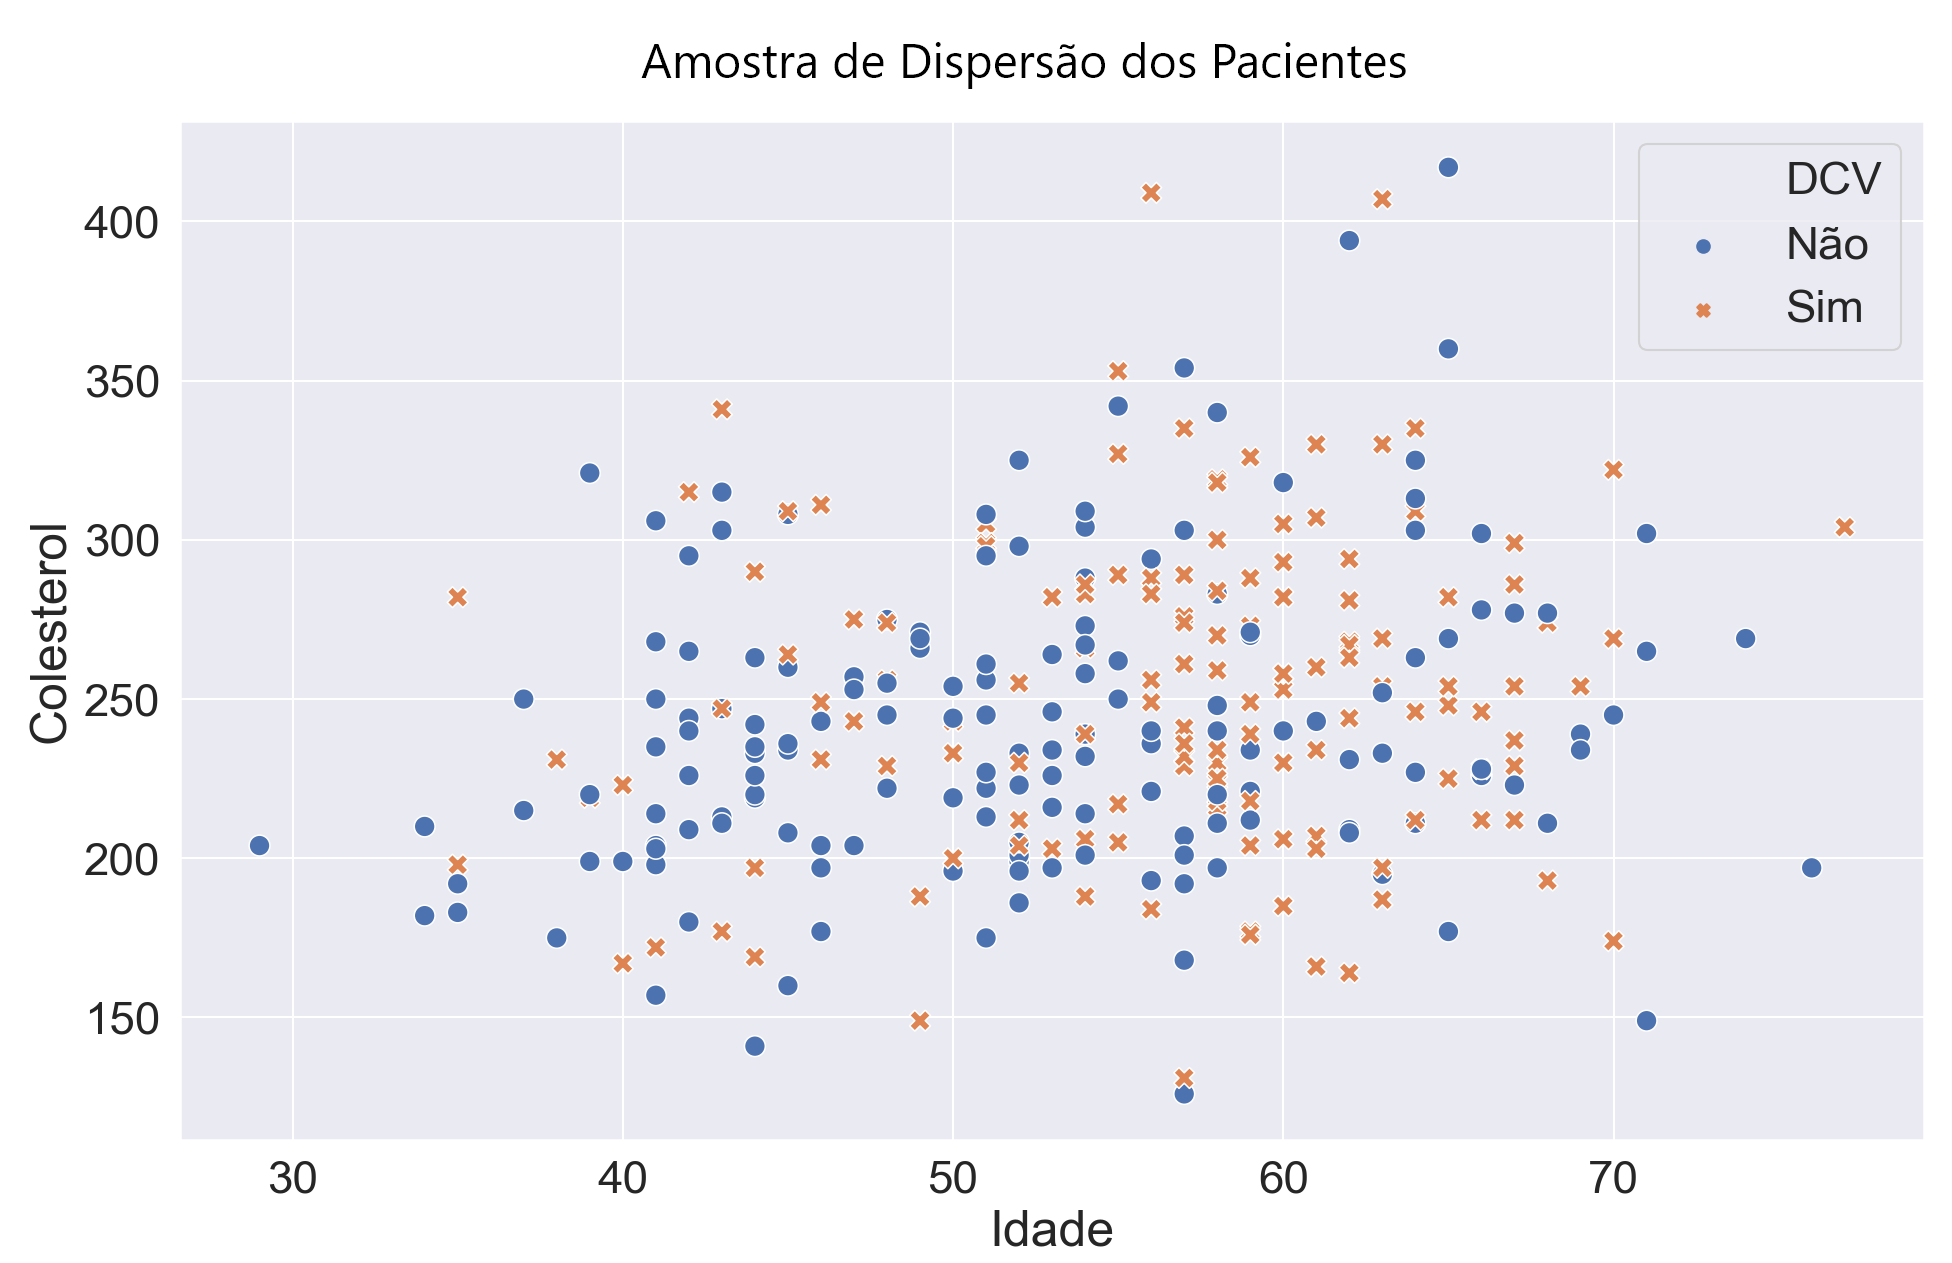 Amostra de Dispersão dos Pacientes
DCV
Não
Sim
Colesterol
400
350
300
250
200
150
30 40 50 60 70
Idade